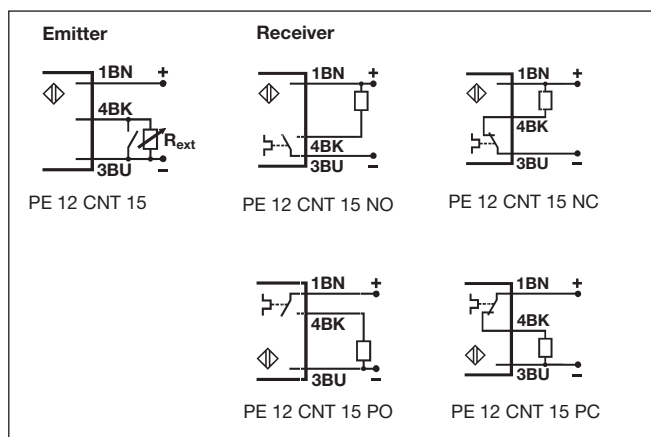 Emitter
Receiver
1BN +
4BK
Rext
3BU −
PE 12 CNT 15
1BN +
4BK
3BU −
PE 12 CNT 15 NO
1BN +
4BK
3BU −
PE 12 CNT 15 NC
1BN +
4BK
3BU −
PE 12 CNT 15 PO
1BN +
4BK
3BU −
PE 12 CNT 15 PC